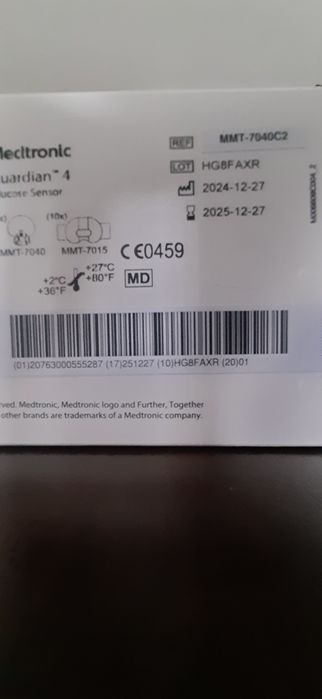 Medtronic
uardian™ 4
ucose Sensor
REF MMT-7040C2
LOT HG8FAXR
2024-12-27
2025-12-27
(10x)
MMT-7040 MMT-7015 CE0459
+27°C
+80°F
+2°C
+36°F
MD
(01)20763000555287 (17)251227 (10)HG8FAXR (20)01
ved. Medtronic, Medtronic logo and Further, Together
other brands are trademarks of a Medtronic company.